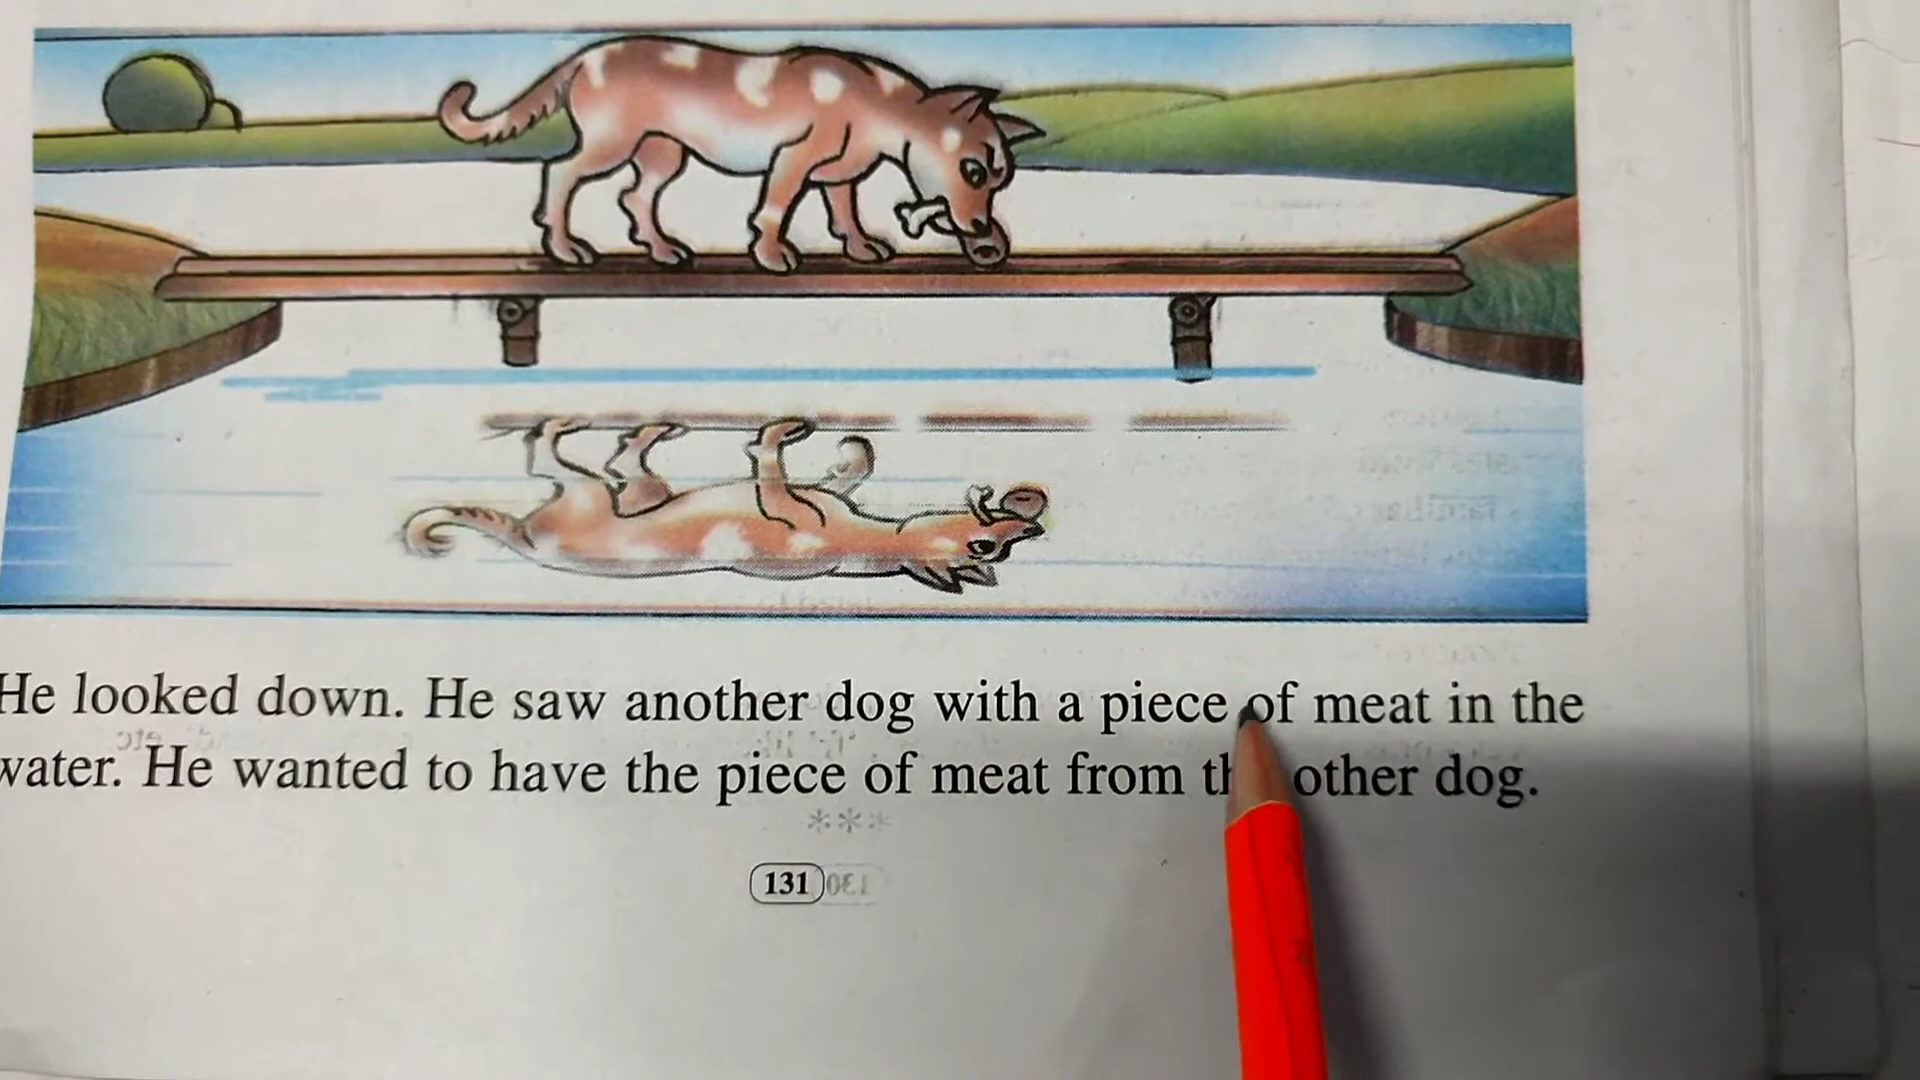 He looked down. He saw another dog with a piece of meat in the
water. He wanted to have the piece of meat from other dog.
131